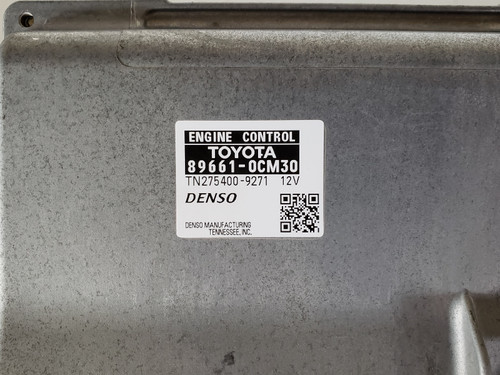 ENGINE CONTROL
TOYOTA
89661-0CM30
TN275400-9271 12V
DENSO
DENSO MANUFACTURING
TENNESSEE, INC.